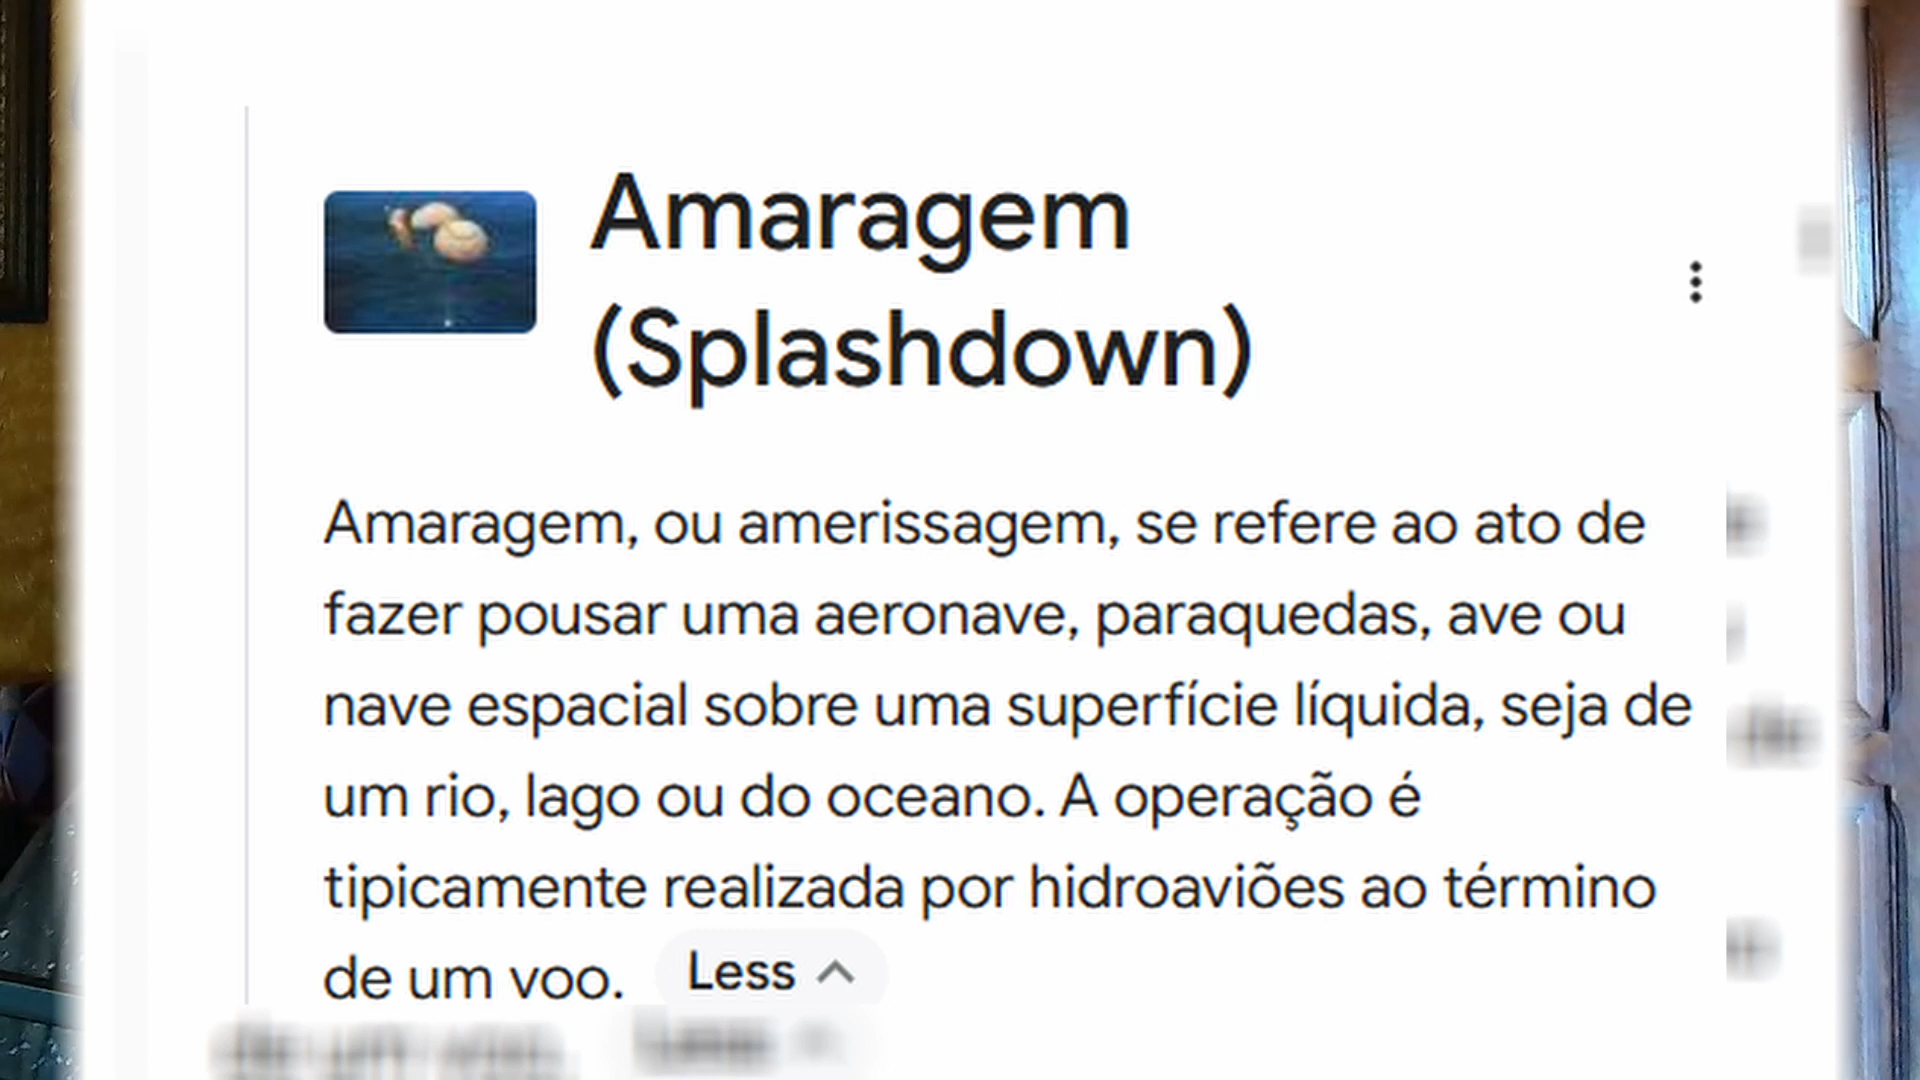 Amaragem
(Splashdown)
Amaragem, ou amerissagem, se refere ao ato de
fazer pousar uma aeronave, paraquedas, ave ou
nave espacial sobre uma superfície líquida, seja de
um rio, lago ou do oceano. A operação é
tipicamente realizada por hidroaviões ao término
de um voo. Less